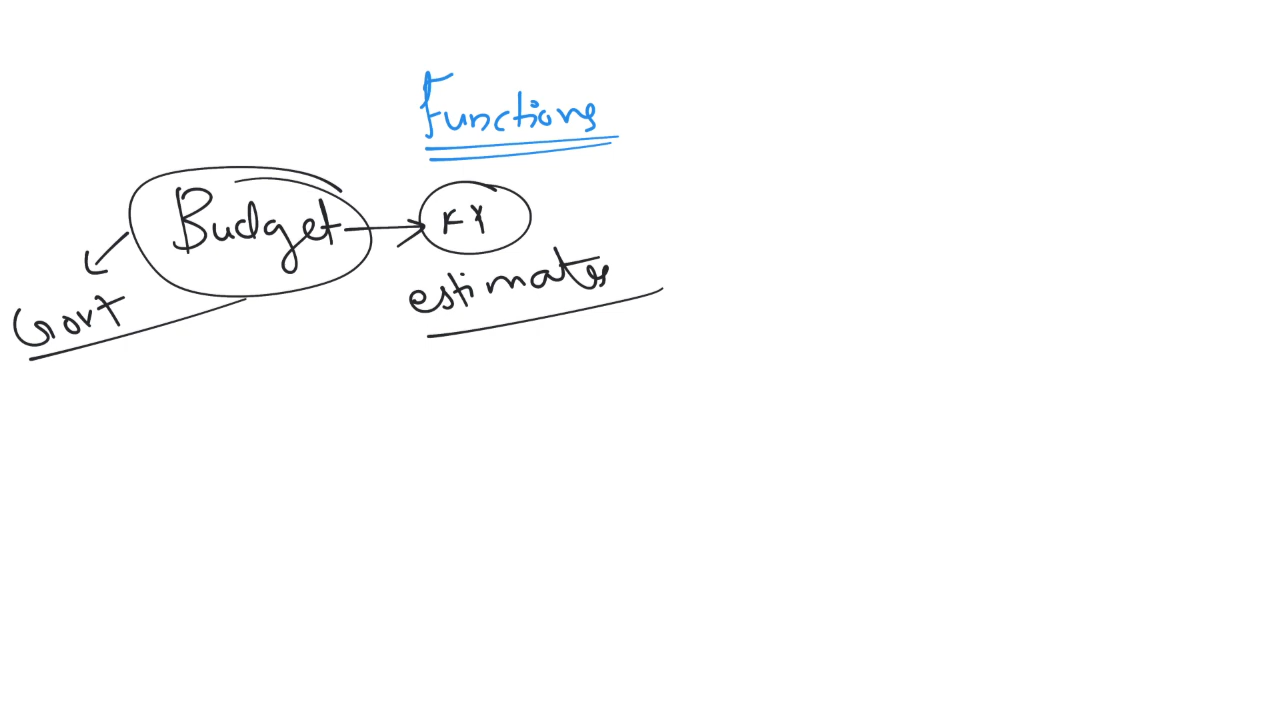 Functions
Budget → FY
Govt
estimates